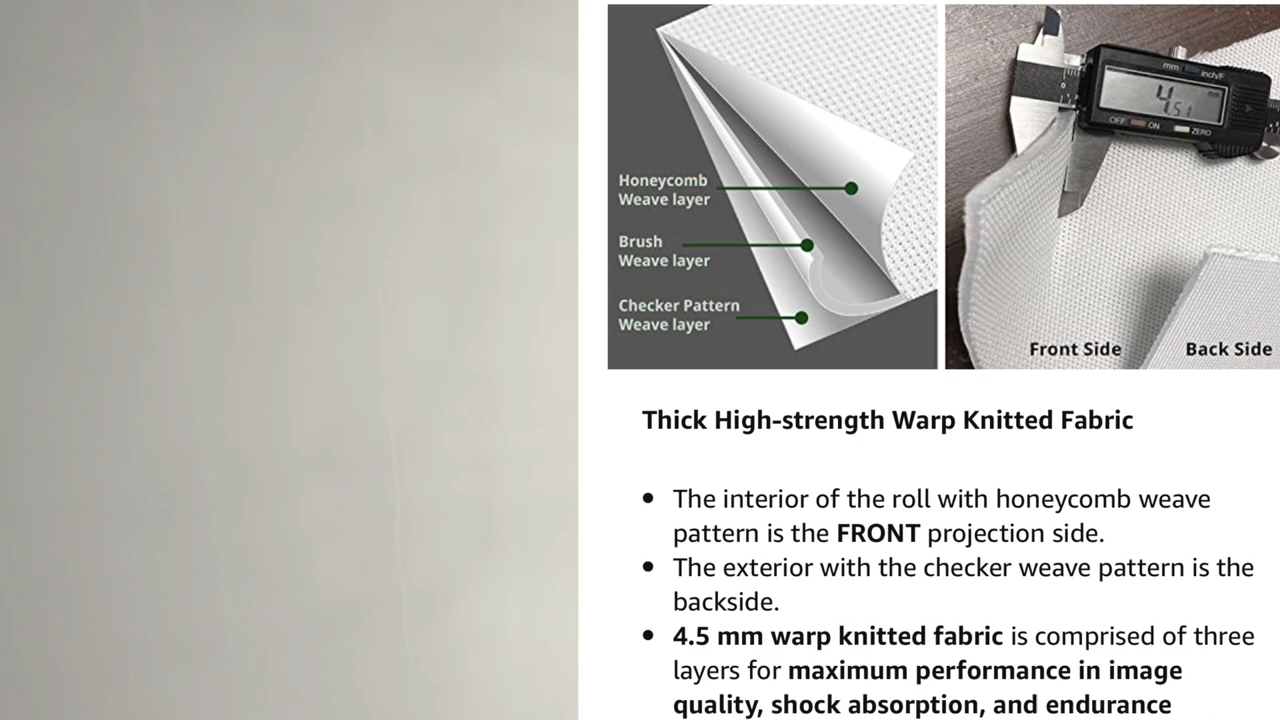 Honeycomb
Weave layer
Brush
Weave layer
Checker Pattern
Weave layer
mm
inch/F
0
4.51
mm
OFF
ON
ZERO
Front Side
Back Side
Thick High-strength Warp Knitted Fabric
• The interior of the roll with honeycomb weave
pattern is the FRONT projection side.
• The exterior with the checker weave pattern is the
backside.
• 4.5 mm warp knitted fabric is comprised of three
layers for maximum performance in image
quality, shock absorption, and endurance